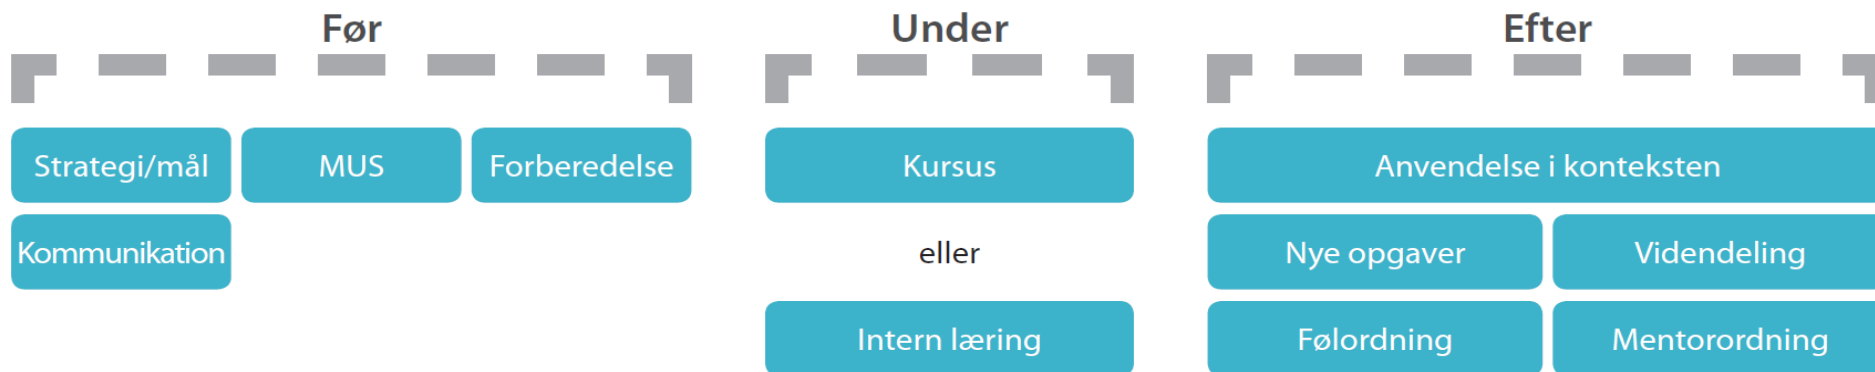 Før
Under
Efter
Strategi/mål
MUS
Forberedelse
Kursus
Anvendelse i konteksten
Kommunikation
eller
Nye opgaver
Videndeling
Intern læring
Følordning
Mentorordning